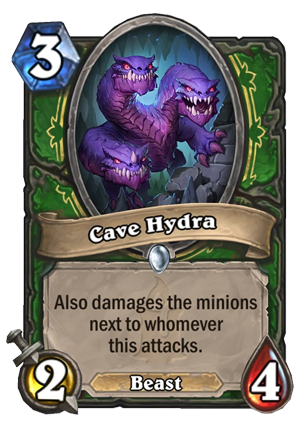 3
Cave Hydra
Also damages the minions
next to whomever
this attacks.
2
Beast
4